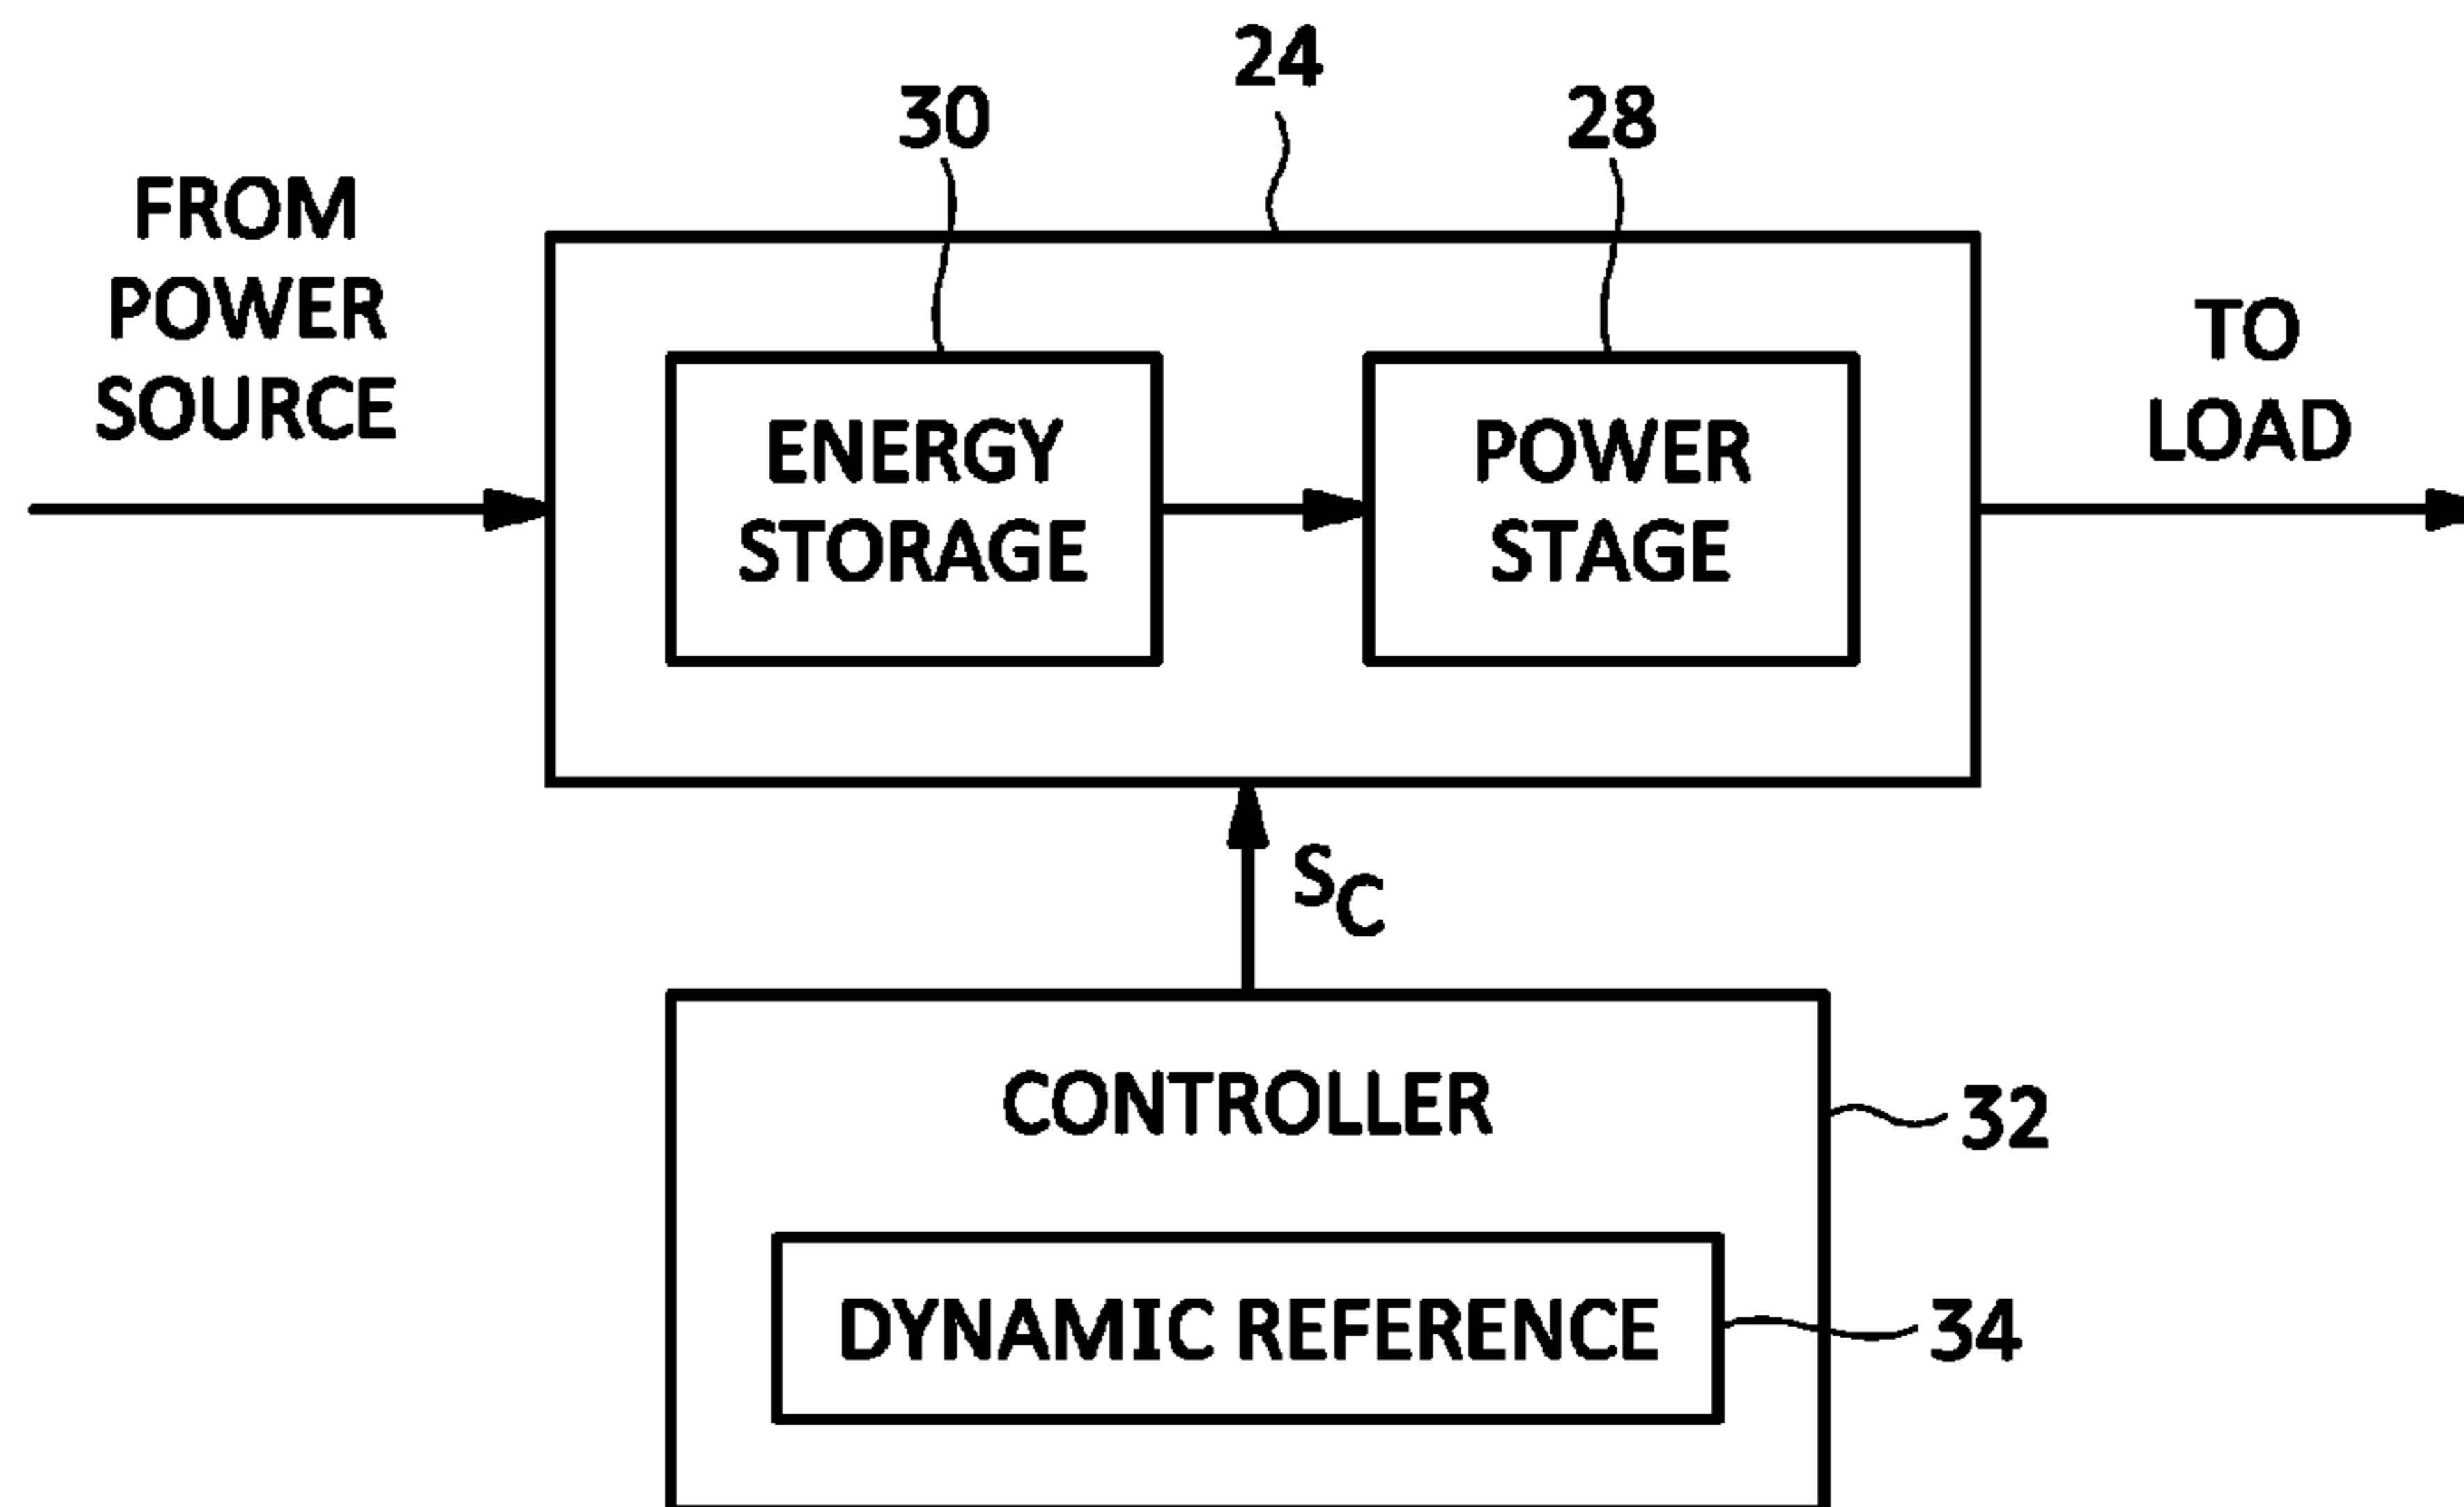 24
30
28
FROM
POWER
SOURCE
TO
LOAD
ENERGY
STORAGE
POWER
STAGE
SC
CONTROLLER
32
DYNAMIC REFERENCE
34